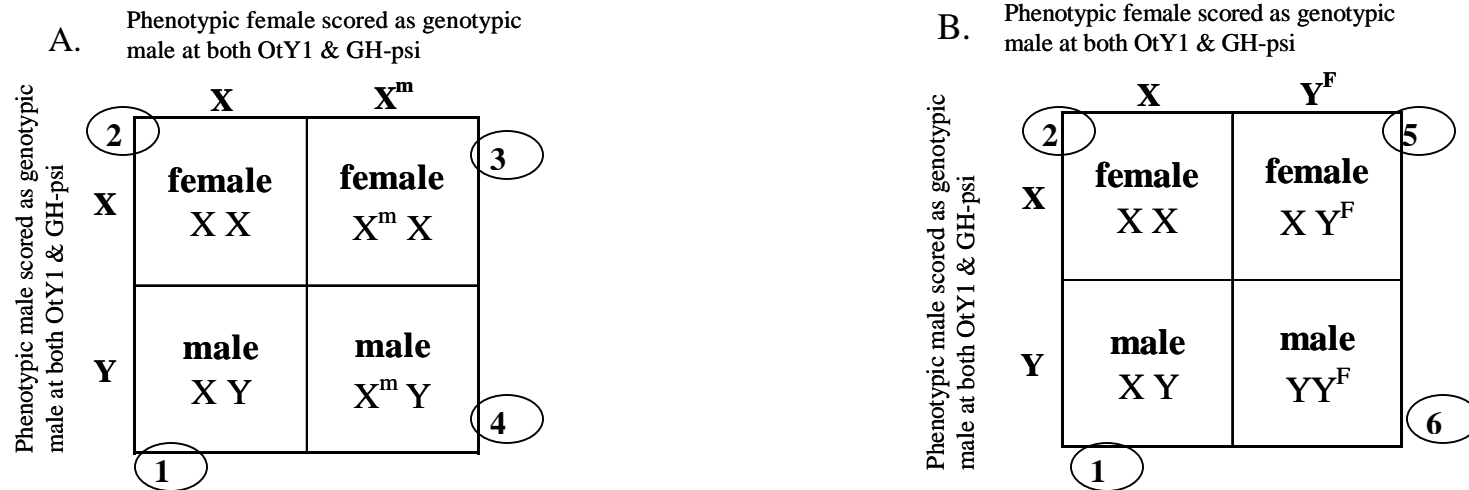 A.
Phenotypic female scored as genotypic
male at both OtY1 & GH-psi
Phenotypic male scored as genotypic
male at both OtY1 & GH-psi
X X^m
2
3
X
female
X X
female
X^m X
Y
male
X Y
male
X^m Y
4
1
B.
Phenotypic female scored as genotypic
male at both OtY1 & GH-psi
Phenotypic male scored as genotypic
male at both OtY1 & GH-psi
X Y^F
2
5
X
female
X X
female
X Y^F
Y
male
X Y
male
YY^F
6
1